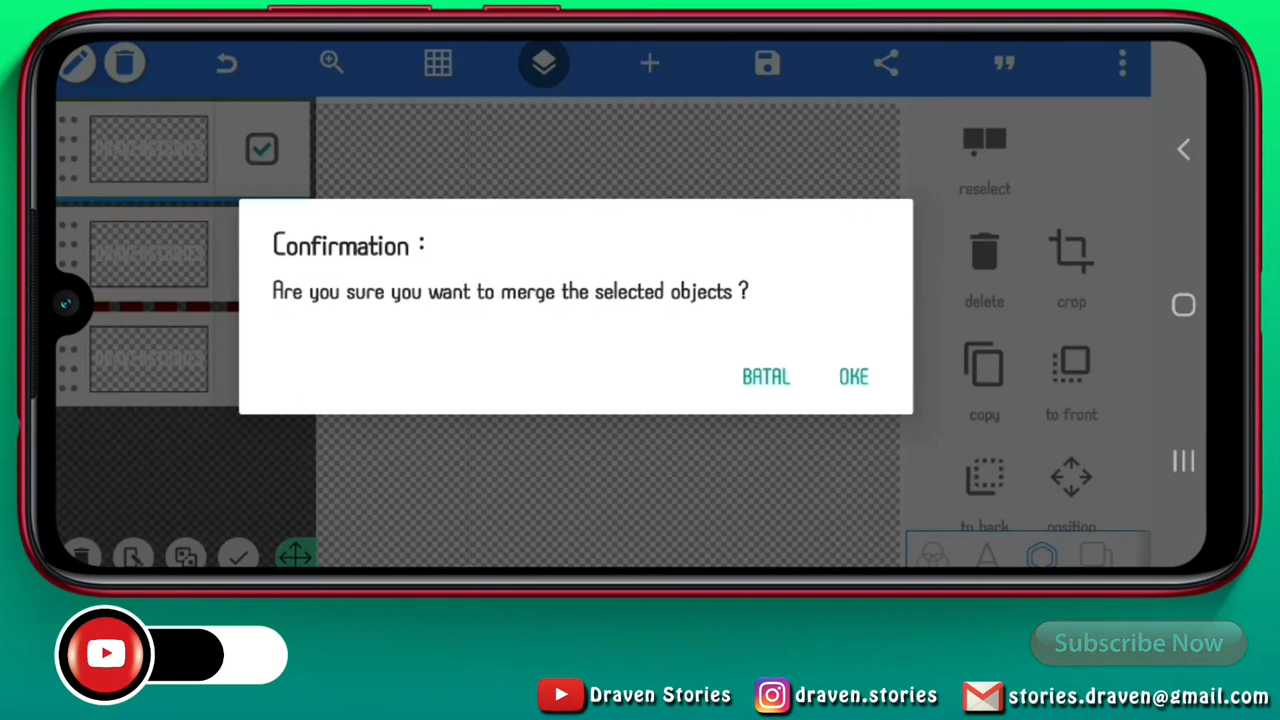 reselect
Confirmation :
Are you sure you want to merge the selected objects ?
delete
crop
BATAL
OKE
copy
to front
to back
position
Subscribe Now
Draven Stories
draven.stories
stories.draven@gmail.com